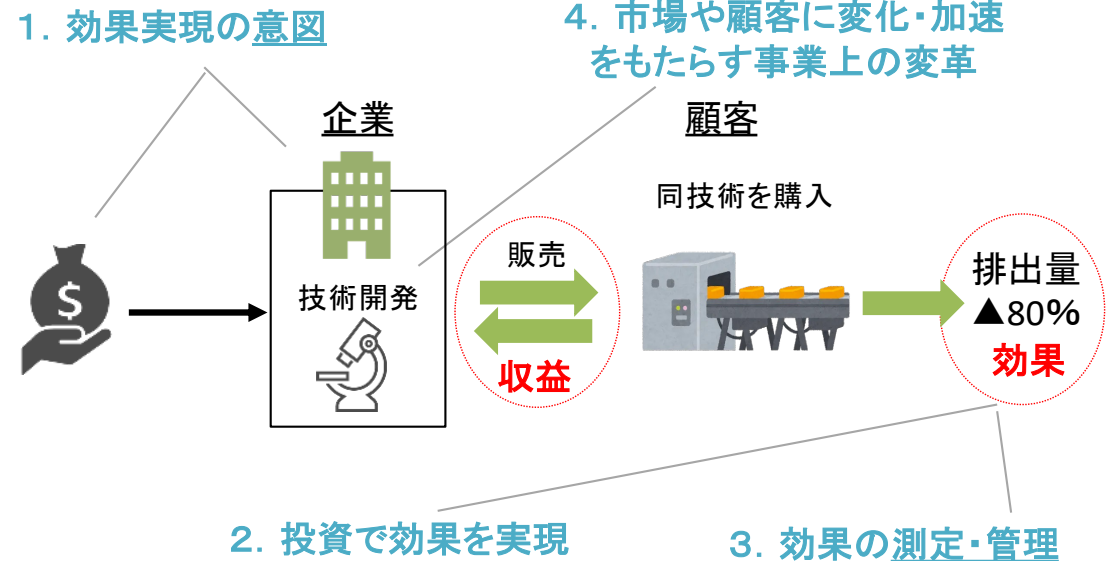 1. 効果実現の意図
4. 市場や顧客に変化・加速
をもたらす事業上の変革
企業
顧客
同技術を購入
販売
技術開発
収益
排出量
▲80%
効果
$
2. 投資で効果を実現
3. 効果の測定・管理